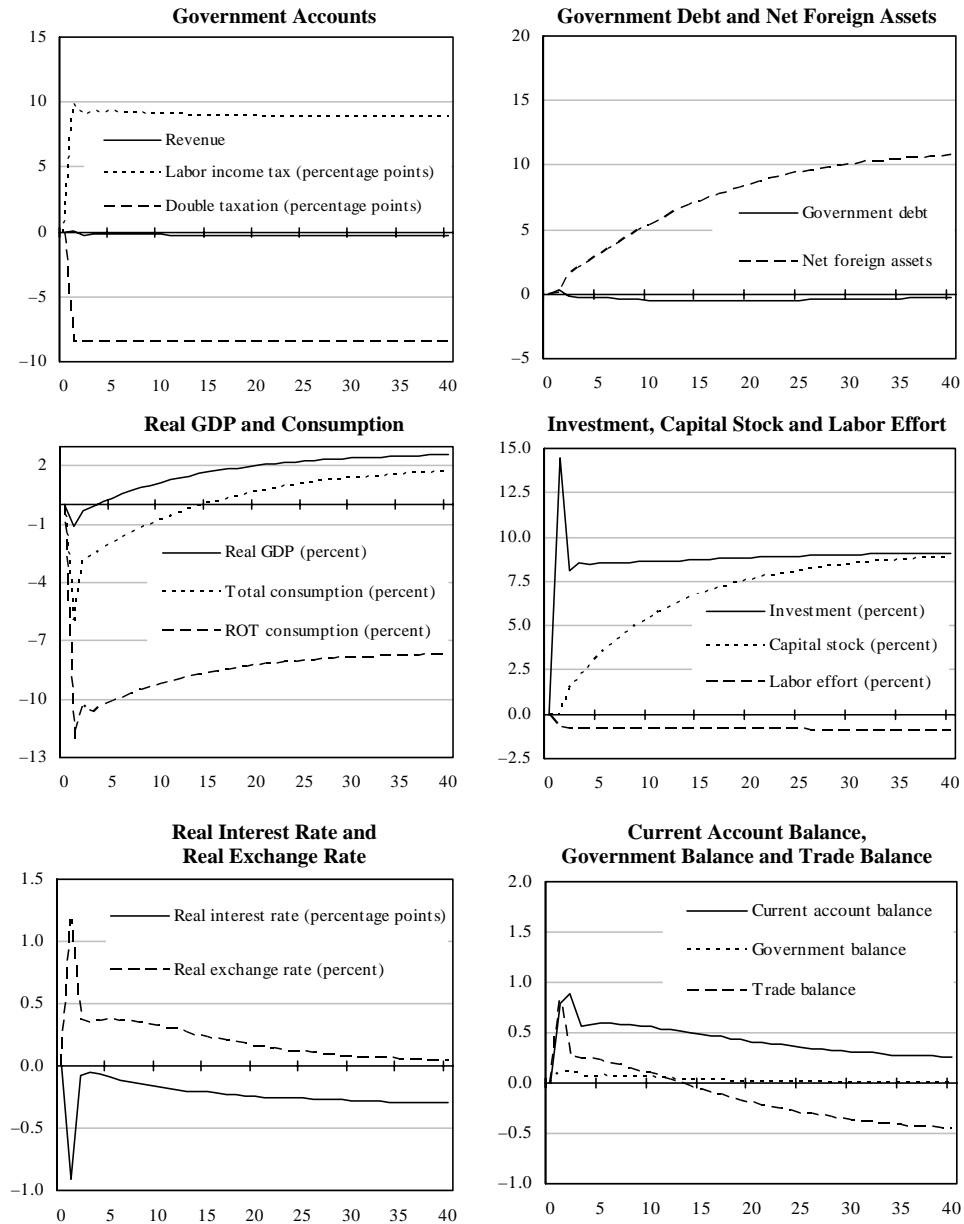 Government Accounts
15
10
5
0
–5
–10
Revenue
Labor income tax (percentage points)
Double taxation (percentage points)
0 5 10 15 20 25 30 35 40
Government Debt and Net Foreign Assets
20
15
10
5
0
–5
Government debt
Net foreign assets
0 5 10 15 20 25 30 35 40
Real GDP and Consumption
2
–1
–4
–7
–10
–13
Real GDP (percent)
Total consumption (percent)
ROT consumption (percent)
0 5 10 15 20 25 30 35 40
Investment, Capital Stock and Labor Effort
15.0
12.5
10.0
7.5
5.0
2.5
0.0
–2.5
Investment (percent)
Capital stock (percent)
Labor effort (percent)
0 5 10 15 20 25 30 35 40
Real Interest Rate and
Real Exchange Rate
1.5
1.0
0.5
0.0
–0.5
–1.0
Real interest rate (percentage points)
Real exchange rate (percent)
0 5 10 15 20 25 30 35 40
Current Account Balance,
Government Balance and Trade Balance
2.0
1.5
1.0
0.5
0.0
–0.5
–1.0
Current account balance
Government balance
Trade balance
0 5 10 15 20 25 30 35 40